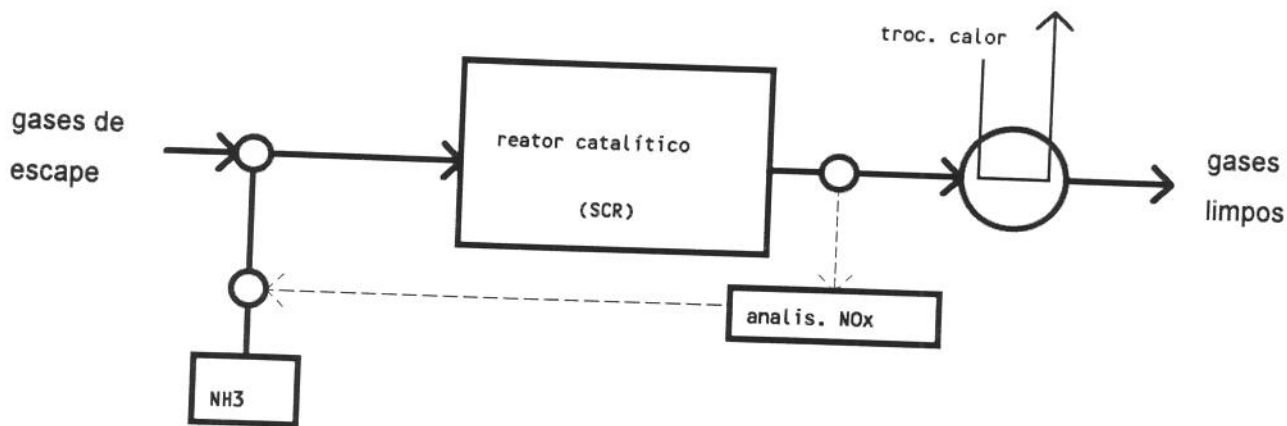 troc. calor
gases de
escape
reator catalítico
(SCR)
gases
limpos
analis. NOx
NH3